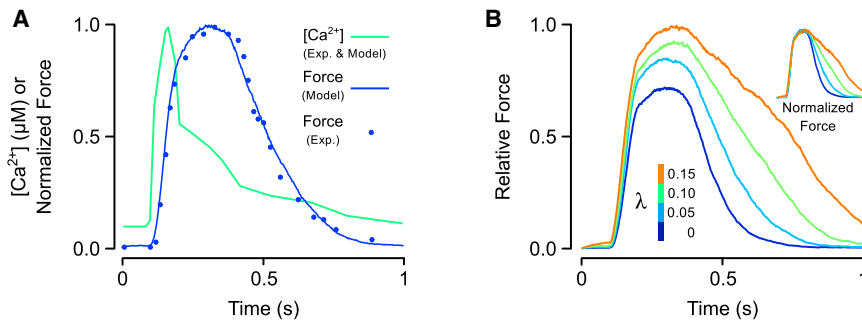 A
[Ca²⁺] (µM) or
Normalized Force
1.0
0.5
0.0
0
0.5
1
Time (s)
[Ca²⁺]
(Exp. & Model)
Force
(Model)
Force
(Exp.)
B
Relative Force
1.0
0.5
0.0
0
0.5
1
Time (s)
Normalized
Force
λ
0.15
0.10
0.05
0